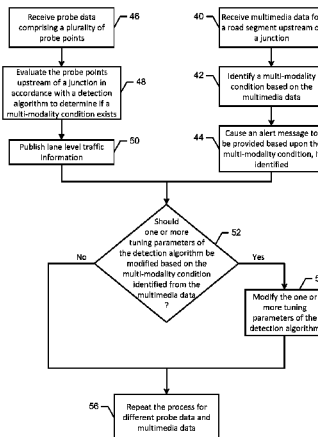 Receive probe data
comprising a plurality of
probe points
46
Evaluate the probe points
upstream of a junction in
accordance with a detection
algorithm to determine if a
multi-modality condition exists
48
Publish lane level traffic
information
50
40
Receive multimedia data for
a road segment upstream
a junction
42
Identify a multi-modality
condition based on the
multimedia data
44
Cause an alert message to
be provided based upon the
multi-modality condition,
identified
52
Should
one or more
tuning parameters of
the detection algorithm be
modified based on the
multi-modality condition
identified from the
multimedia data
?
No
Yes
Modify the one or
more tuning
parameters of the
detection algorithm
56
Repeat the process for
different probe data and
multimedia data